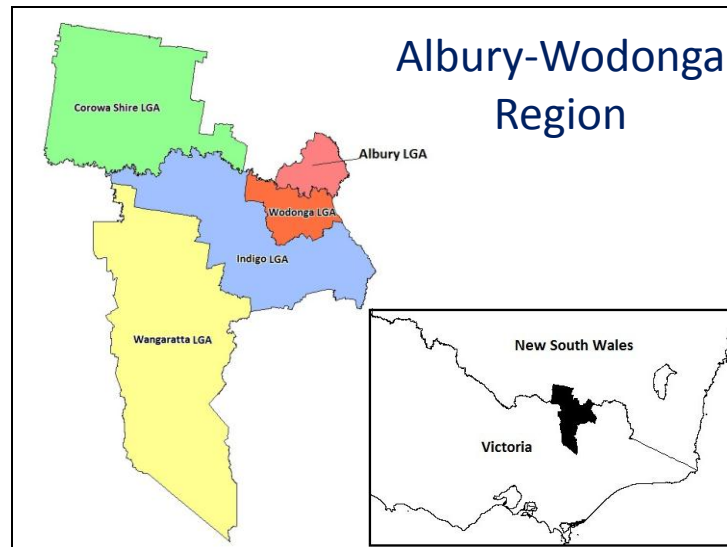 Albury-Wodonga
Region
Corowa Shire LGA
Albury LGA
Wodonga LGA
Indigo LGA
Wangaratta LGA
New South Wales
Victoria